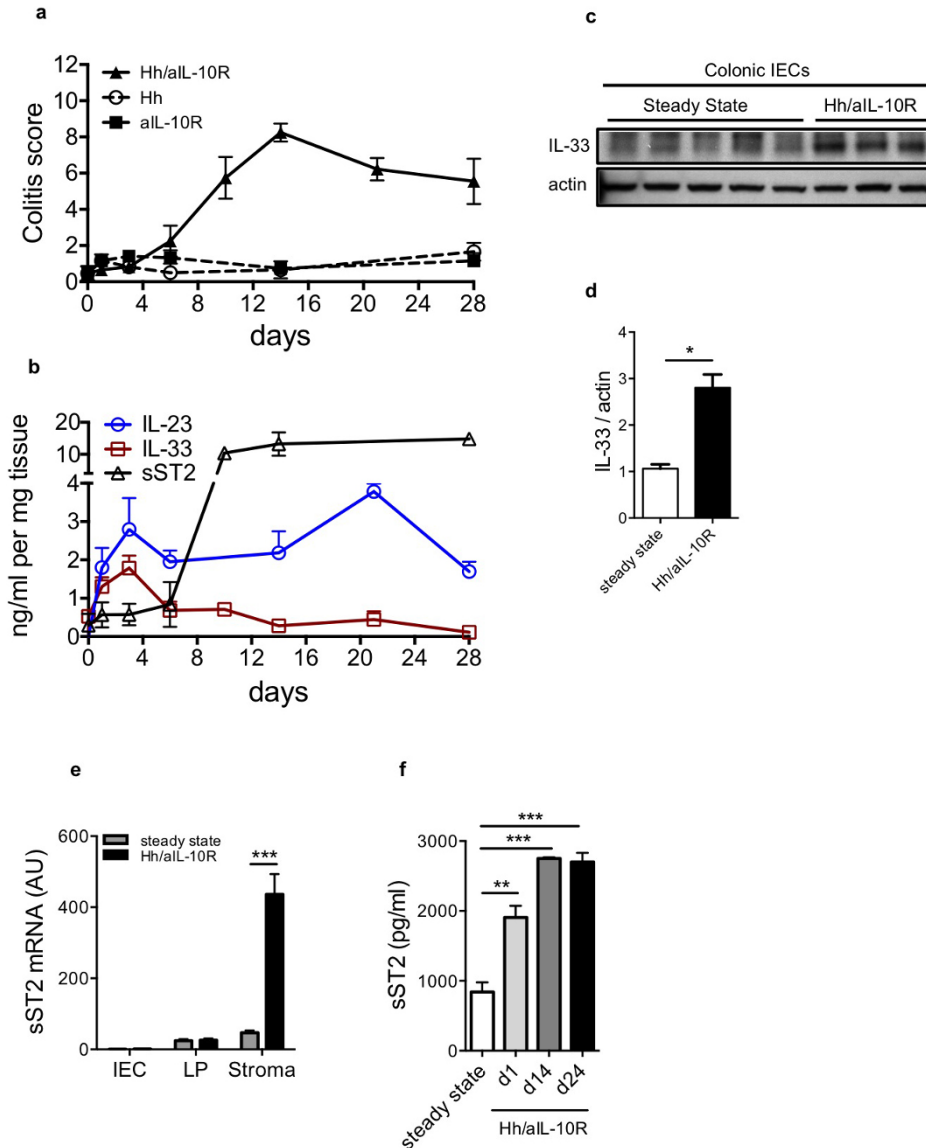 a
Colitis score
12
10
8
6
4
2
0
Hh/aIL-10R
Hh
aIL-10R
0 4 8 12 16 20 24 28
days
b
ng/ml per mg tissue
20
10
4
3
2
1
0
IL-23
IL-33
sST2
0 4 8 12 16 20 24 28
days
c
Colonic IECs
Steady State Hh/aIL-10R
IL-33
actin
d
IL-33 / actin
4
3
2
1
0
*
steady state
Hh/aIL-10R
e
sST2 mRNA (AU)
600
400
200
0
steady state
Hh/aIL-10R
***
IEC LP Stroma
f
sST2 (pg/ml)
3000
2000
1000
0
***
***
**
steady state
d1
d14
d24
Hh/aIL-10R